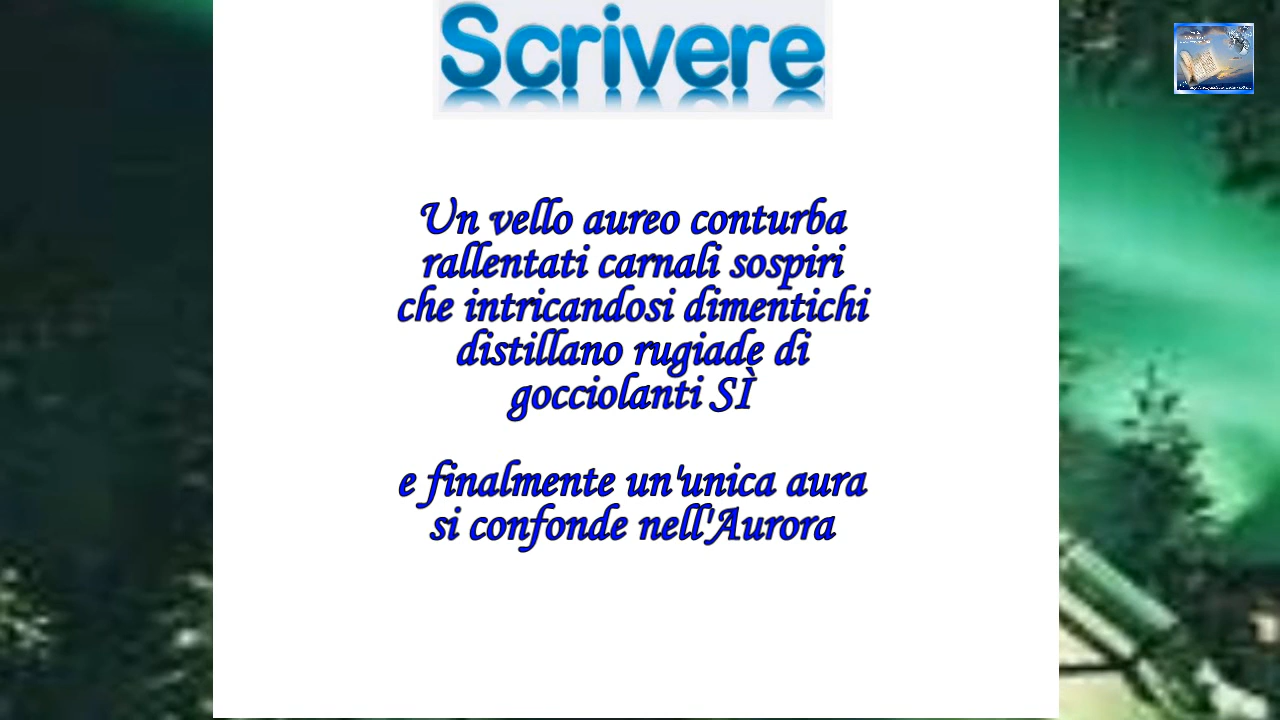 Scrivere
Un vello aureo conturba
rallentati carnali sospiri
che intricandosi dimentichi
distillano rugiade di
gocciolanti SÌ
e finalmente un'unica aura
si confonde nell'Aurora